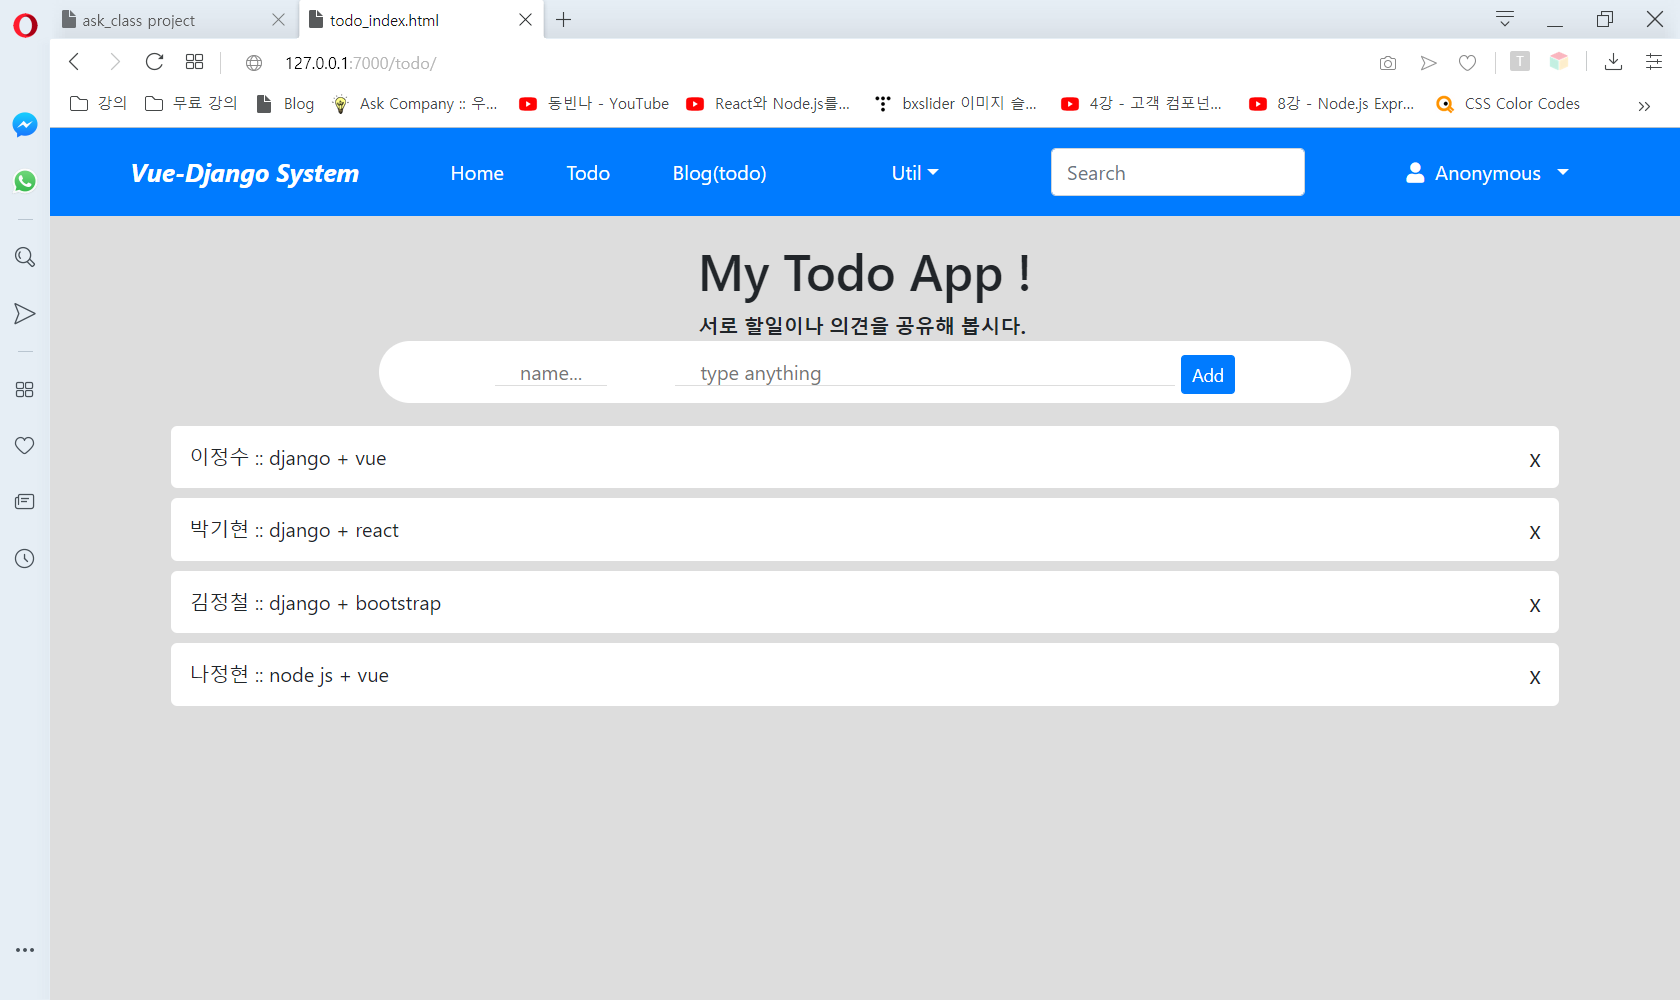 ask_class project
todo_index.html
127.0.0.1:7000/todo/
강의 무료 강의 Blog Ask Company :: 우... 동빈나 - YouTube React와 Node.js를... bxslider 이미지 슬... 4강 - 고객 컴포넌... 8강 - Node.js Expr... CSS Color Codes
Vue-Django System Home Todo Blog(todo) Util Search Anonymous
My Todo App !
서로 할일이나 의견을 공유해 봅시다.
name... type anything Add
이정수 :: django + vue X
박기현 :: django + react X
김정철 :: django + bootstrap X
나정현 :: node js + vue X